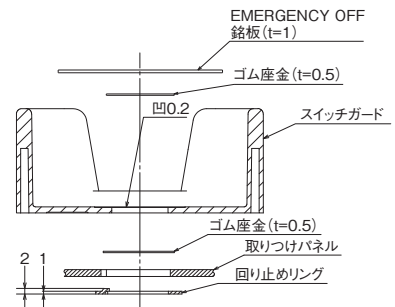 EMERGENCY OFF
銘板(t=1)
ゴム座金(t=0.5)
凹0.2
スイッチガード
ゴム座金(t=0.5)
取りつけパネル
2 1
回り止めリング